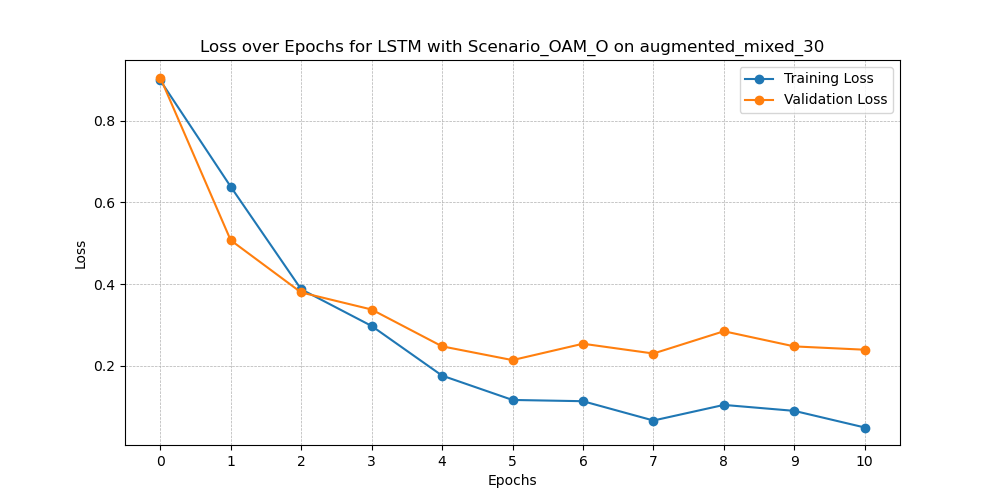 Loss over Epochs for LSTM with Scenario_OAM_O on augmented_mixed_30
Training Loss
Validation Loss
0.8
0.6
0.4
0.2
Loss
0 1 2 3 4 5 6 7 8 9 10
Epochs